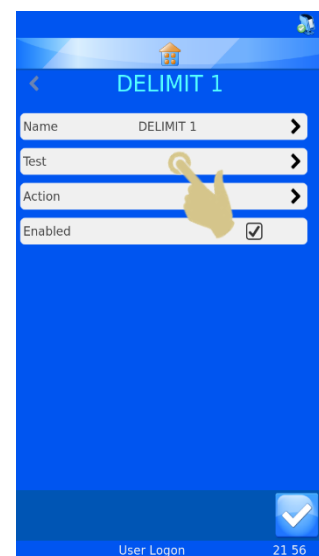 DELIMIT 1
Name DELIMIT 1
Test
Action
Enabled
User Logon 21 56